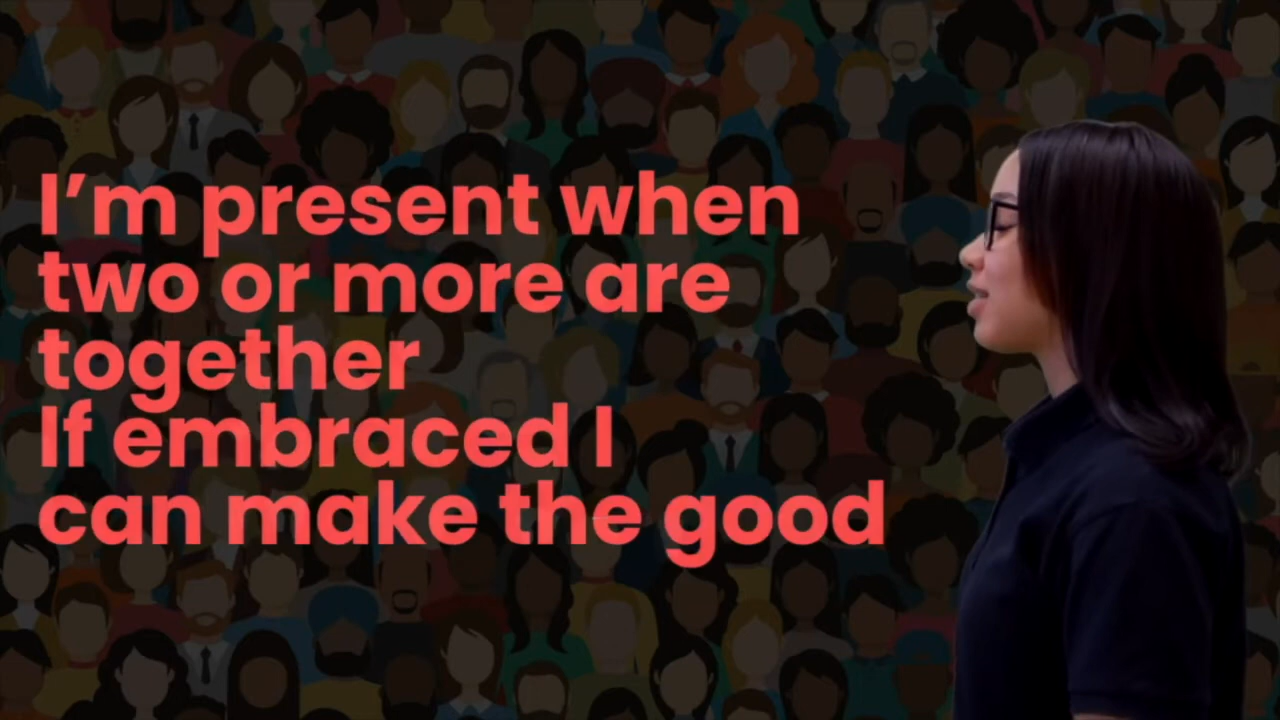 I’m present when
two or more are
together
If embraced I
can make the good